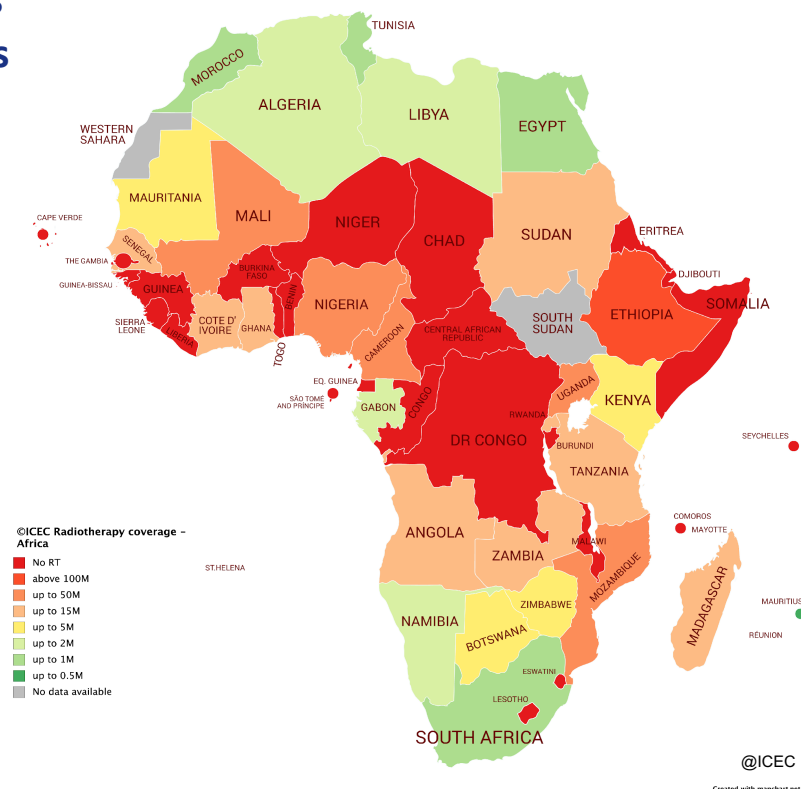 S
TUNISIA
MOROCCO
ALGERIA
LIBYA
EGYPT
WESTERN
SAHARA
MAURITANIA
MALI
NIGER
CHAD
SUDAN
ERITREA
CAPE VERDE
SENEGAL
THE GAMBIA
GUINEA-BISSAU
GUINEA
BURKINA
FASO
BENIN
NIGERIA
DJIBOUTI
SOMALIA
ETHIOPIA
SOUTH
SUDAN
SIERRA
LEONE
LIBERIA
COTE D'
IVOIRE
GHANA
TOGO
CAMEROON
CENTRAL AFRICAN
REPUBLIC
EQ. GUINEA
SÃO TOMÉ
AND PRÍNCIPE
GABON
CONGO
UGANDA
KENYA
RWANDA
DR CONGO
BURUNDI
TANZANIA
SEYCHELLES
COMOROS
MAYOTTE
ANGOLA
ZAMBIA
MALAWI
MOZAMBIQUE
MADAGASCAR
MAURITIUS
RÉUNION
ZIMBABWE
NAMIBIA
BOTSWANA
ESWATINI
LESOTHO
SOUTH AFRICA
ST.HELENA
©ICEC Radiotherapy coverage -
Africa
No RT
above 100M
up to 50M
up to 15M
up to 5M
up to 2M
up to 1M
up to 0.5M
No data available
@ICEC